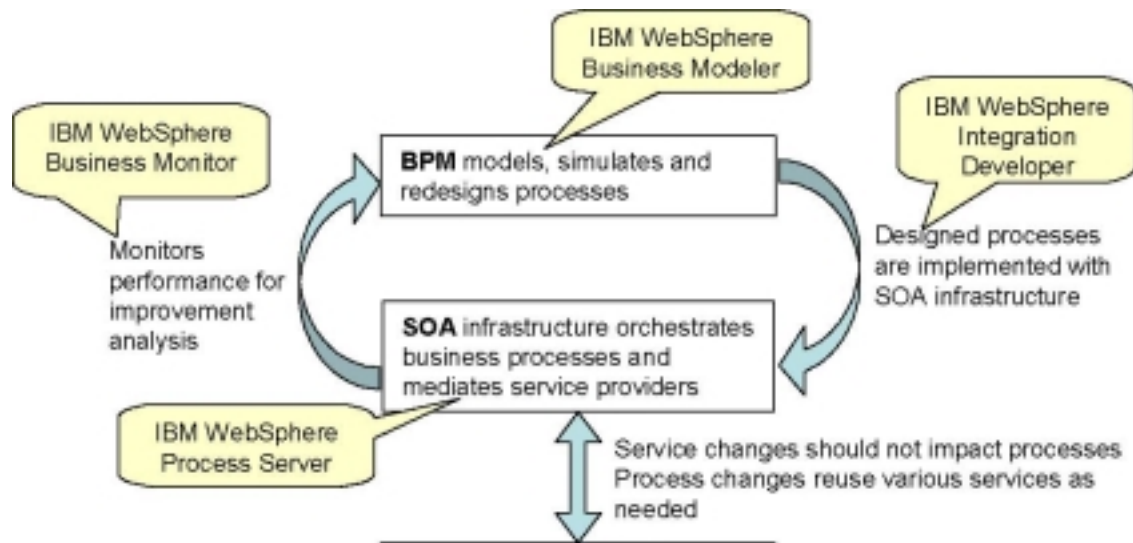 IBM WebSphere
Business Modeler
IBM WebSphere
Business Monitor
IBM WebSphere
Integration
Developer
BPM models, simulates and
redesigns processes
Monitors
performance for
improvement
analysis
Designed processes
are implemented with
SOA infrastructure
SOA infrastructure orchestrates
business processes and
mediates service providers
IBM WebSphere
Process Server
Service changes should not impact processes
Process changes reuse various services as
needed